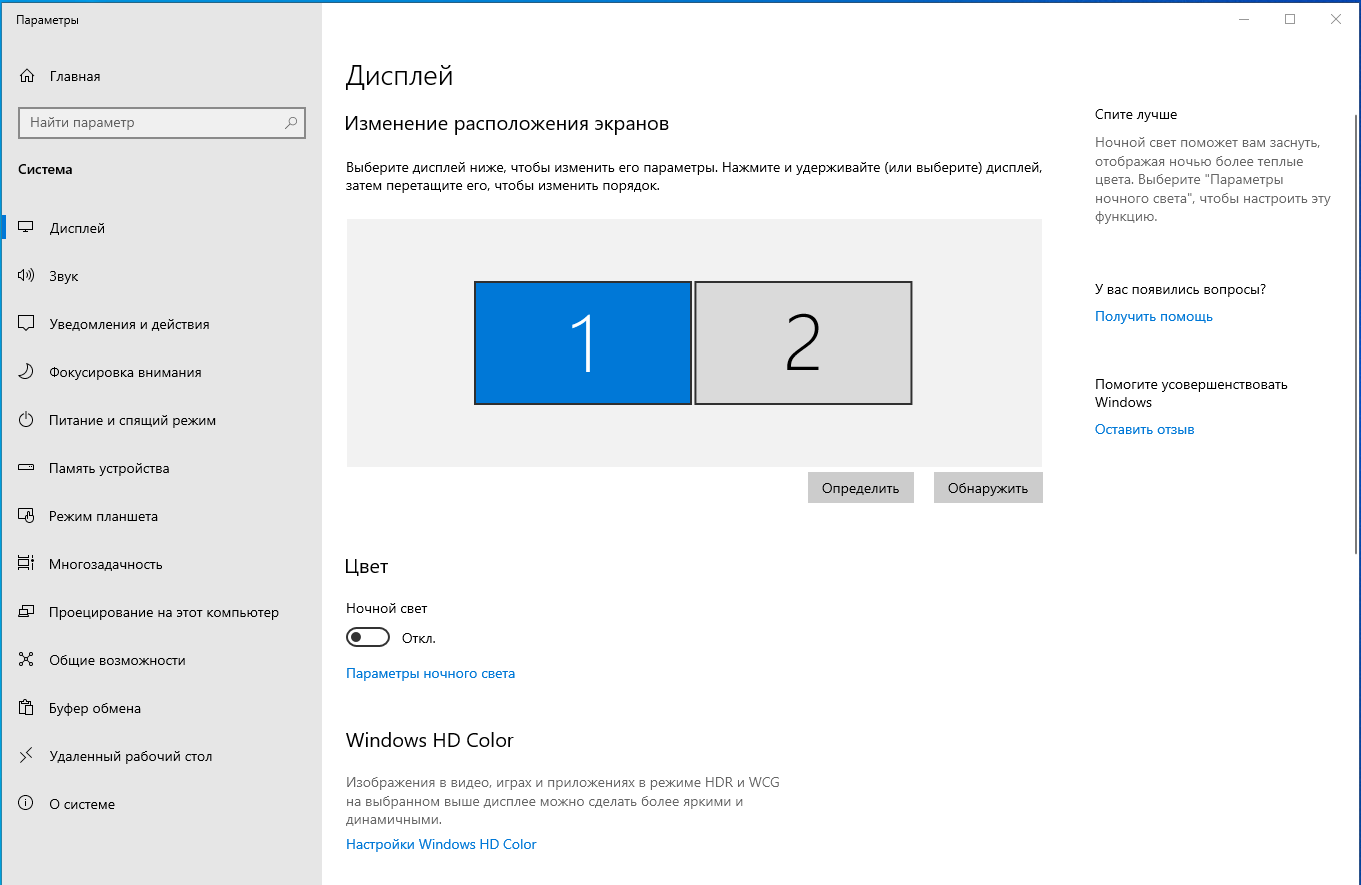 Параметры
Главная
Найти параметр
Система
Дисплей
Звук
Уведомления и действия
Фокусировка внимания
Питание и спящий режим
Память устройства
Режим планшета
Многозадачность
Проецирование на этот компьютер
Общие возможности
Буфер обмена
Удаленный рабочий стол
О системе
Дисплей
Изменение расположения экранов
Выберите дисплей ниже, чтобы изменить его параметры. Нажмите и удерживайте (или выберите) дисплей,
затем перетащите его, чтобы изменить порядок.
1
2
Определить
Обнаружить
Цвет
Ночной свет
Откл.
Параметры ночного света
Windows HD Color
Изображения в видео, играх и приложениях в режиме HDR и WCG
на выбранном выше дисплее можно сделать более яркими и
динамичными.
Настройки Windows HD Color
Спите лучше
Ночной свет поможет вам заснуть,
отображая ночью более теплые
цвета. Выберите "Параметры
ночного света", чтобы настроить эту
функцию.
У вас появились вопросы?
Получить помощь
Помогите усовершенствовать
Windows
Оставить отзыв